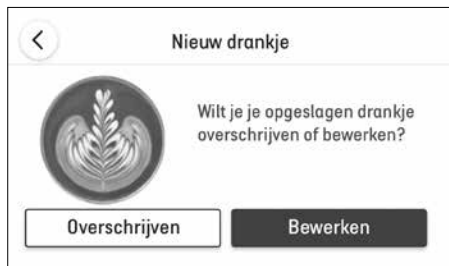 Nieuw drankje
Wilt je je opgeslagen drankje
overschrijven of bewerken?
Overschrijven
Bewerken